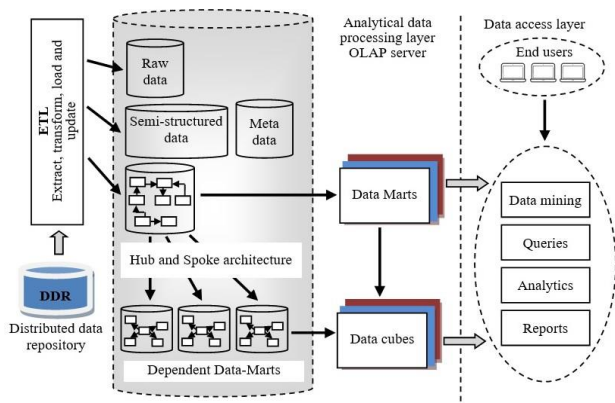 ETL
Extract, transform, load and
update
DDR
Distributed data
repository
Raw
data
Semi-structured
data
Meta
data
Hub and Spoke architecture
Dependent Data-Marts
Analytical data
processing layer
OLAP server
Data Marts
Data cubes
Data access layer
End users
Data mining
Queries
Analytics
Reports